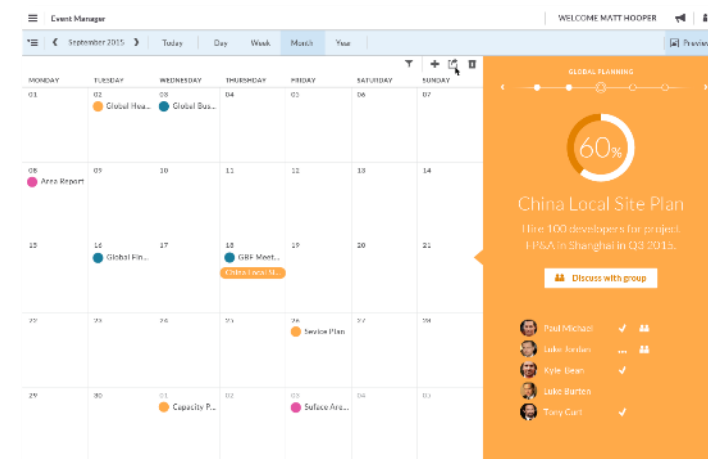 Event Manager
WELCOME MATT HOOPER
September 2015
Today
Day
Week
Month
Year
Preview
MONDAY TUESDAY WEDNESDAY THURSHDAY FRIDAY SATURDAY SUNDAY
01 02 03 04 05 06 07
Global Hea... Global Bus...
08 09 10 11 12 13 14
Area Report
15 16 17 18 19 20 21
Global Fin... GBF Meet...
China Local Si...
22 23 24 25 26 27 28
Sevice Plan
29 30 01 02 03 04 05
Capacity P... Suface Are...
GLOBAL PLANNING
60%
China Local Site Plan
Hire 100 developers for project
FP&A in Shanghai in Q3 2015.
Discuss with group
Paul Michael
Luke Jordan ...
Kyle Bean
Luke Burten
Tony Curt